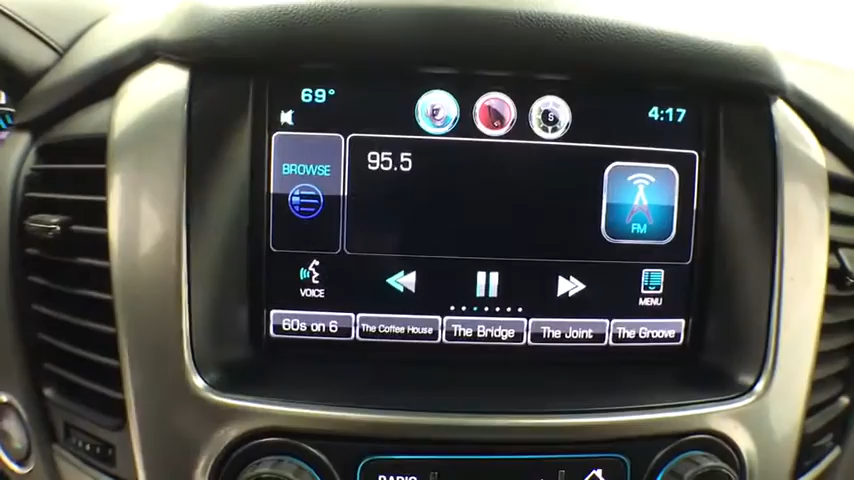 69°
S
4:17
BROWSE
95.5
FM
VOICE
MENU
60s on 6
The Coffee House
The Bridge
The Joint
The Groove
RADIO